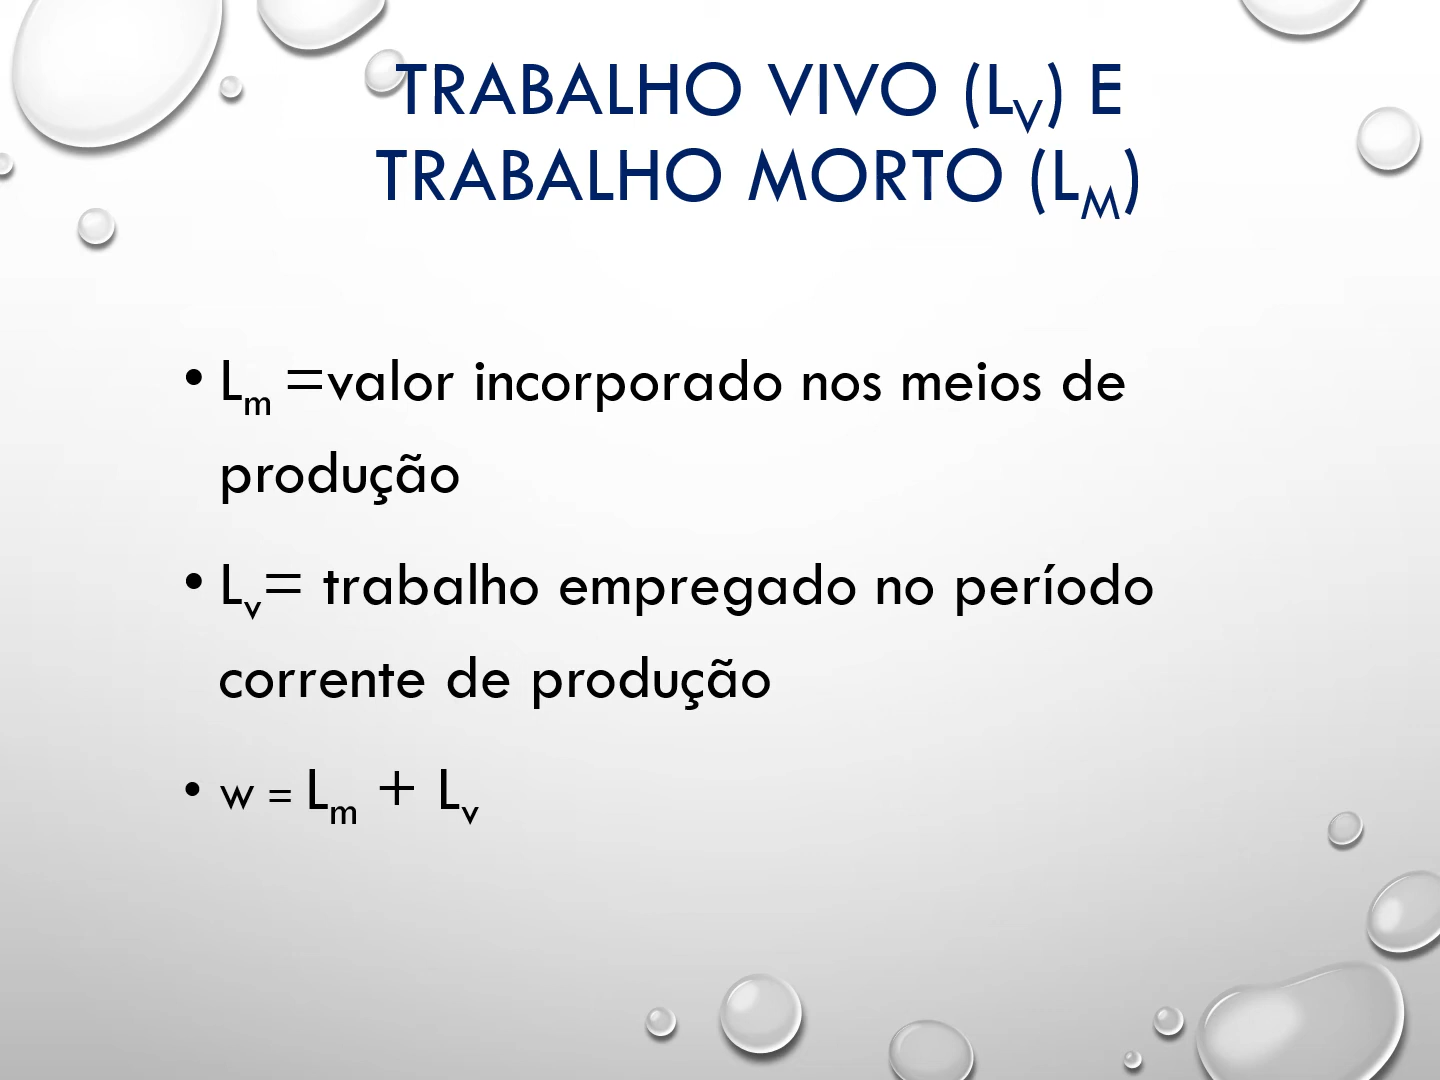 TRABALHO VIVO (LV) E
TRABALHO MORTO (LM)
• Lm =valor incorporado nos meios de
produção
• Lv= trabalho empregado no período
corrente de produção
• w = Lm + Lv